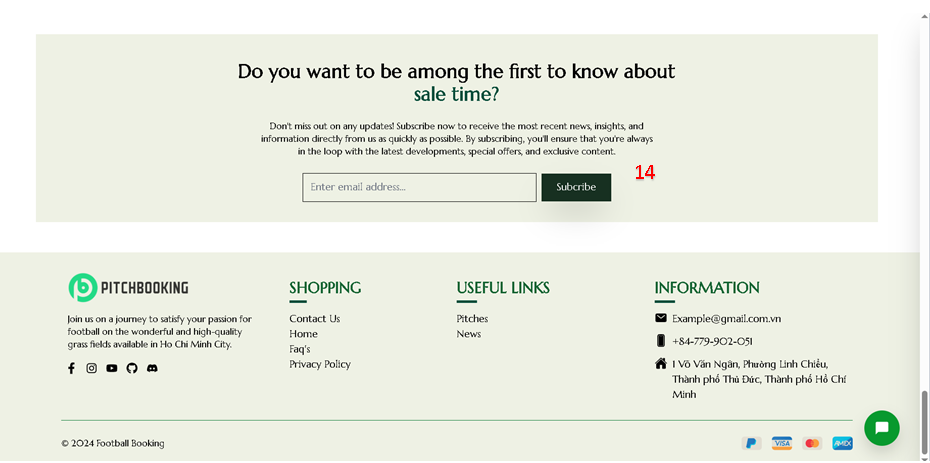 Do you want to be among the first to know about
sale time?
Don't miss out on any updates! Subscribe now to receive the most recent news, insights, and
information directly from us as quickly as possible. By subscribing, you'll ensure that you're always
in the loop with the latest developments, special offers, and exclusive content.
Enter email address...
Subcribe
14
PITCHBOOKING
Join us on a journey to satisfy your passion for
football on the wonderful and high-quality
grass fields available in Ho Chi Minh City.
SHOPPING
Contact Us
Home
Faq's
Privacy Policy
USEFUL LINKS
Pitches
News
INFORMATION
Example@gmail.com.vn
+84-779-902-051
1 Võ Văn Ngân, Phường Linh Chiểu,
Thành phố Thủ Đức, Thành phố Hồ Chí
Minh
© 2024 Football Booking
VISA
AMEX